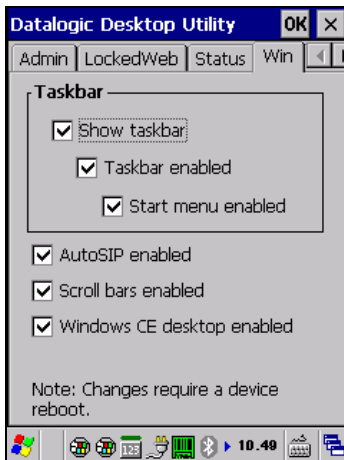 Datalogic Desktop Utility OK
Admin LockedWeb Status Win
Taskbar
Show taskbar
Taskbar enabled
Start menu enabled
AutoSIP enabled
Scroll bars enabled
Windows CE desktop enabled
Note: Changes require a device
reboot.
123 10.49